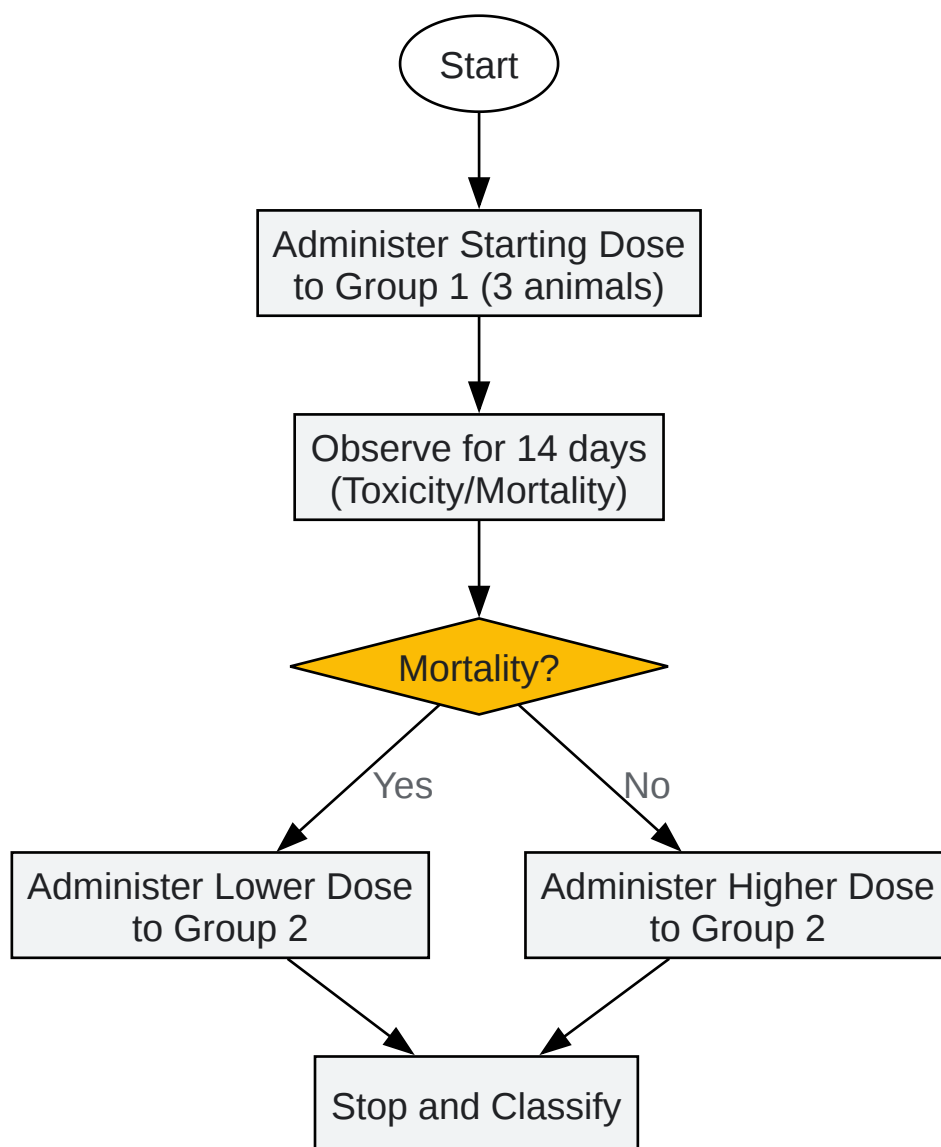 Start
Administer Starting Dose
to Group 1 (3 animals)
Observe for 14 days
(Toxicity/Mortality)
Mortality?
Yes
No
Administer Lower Dose
to Group 2
Administer Higher Dose
to Group 2
Stop and Classify